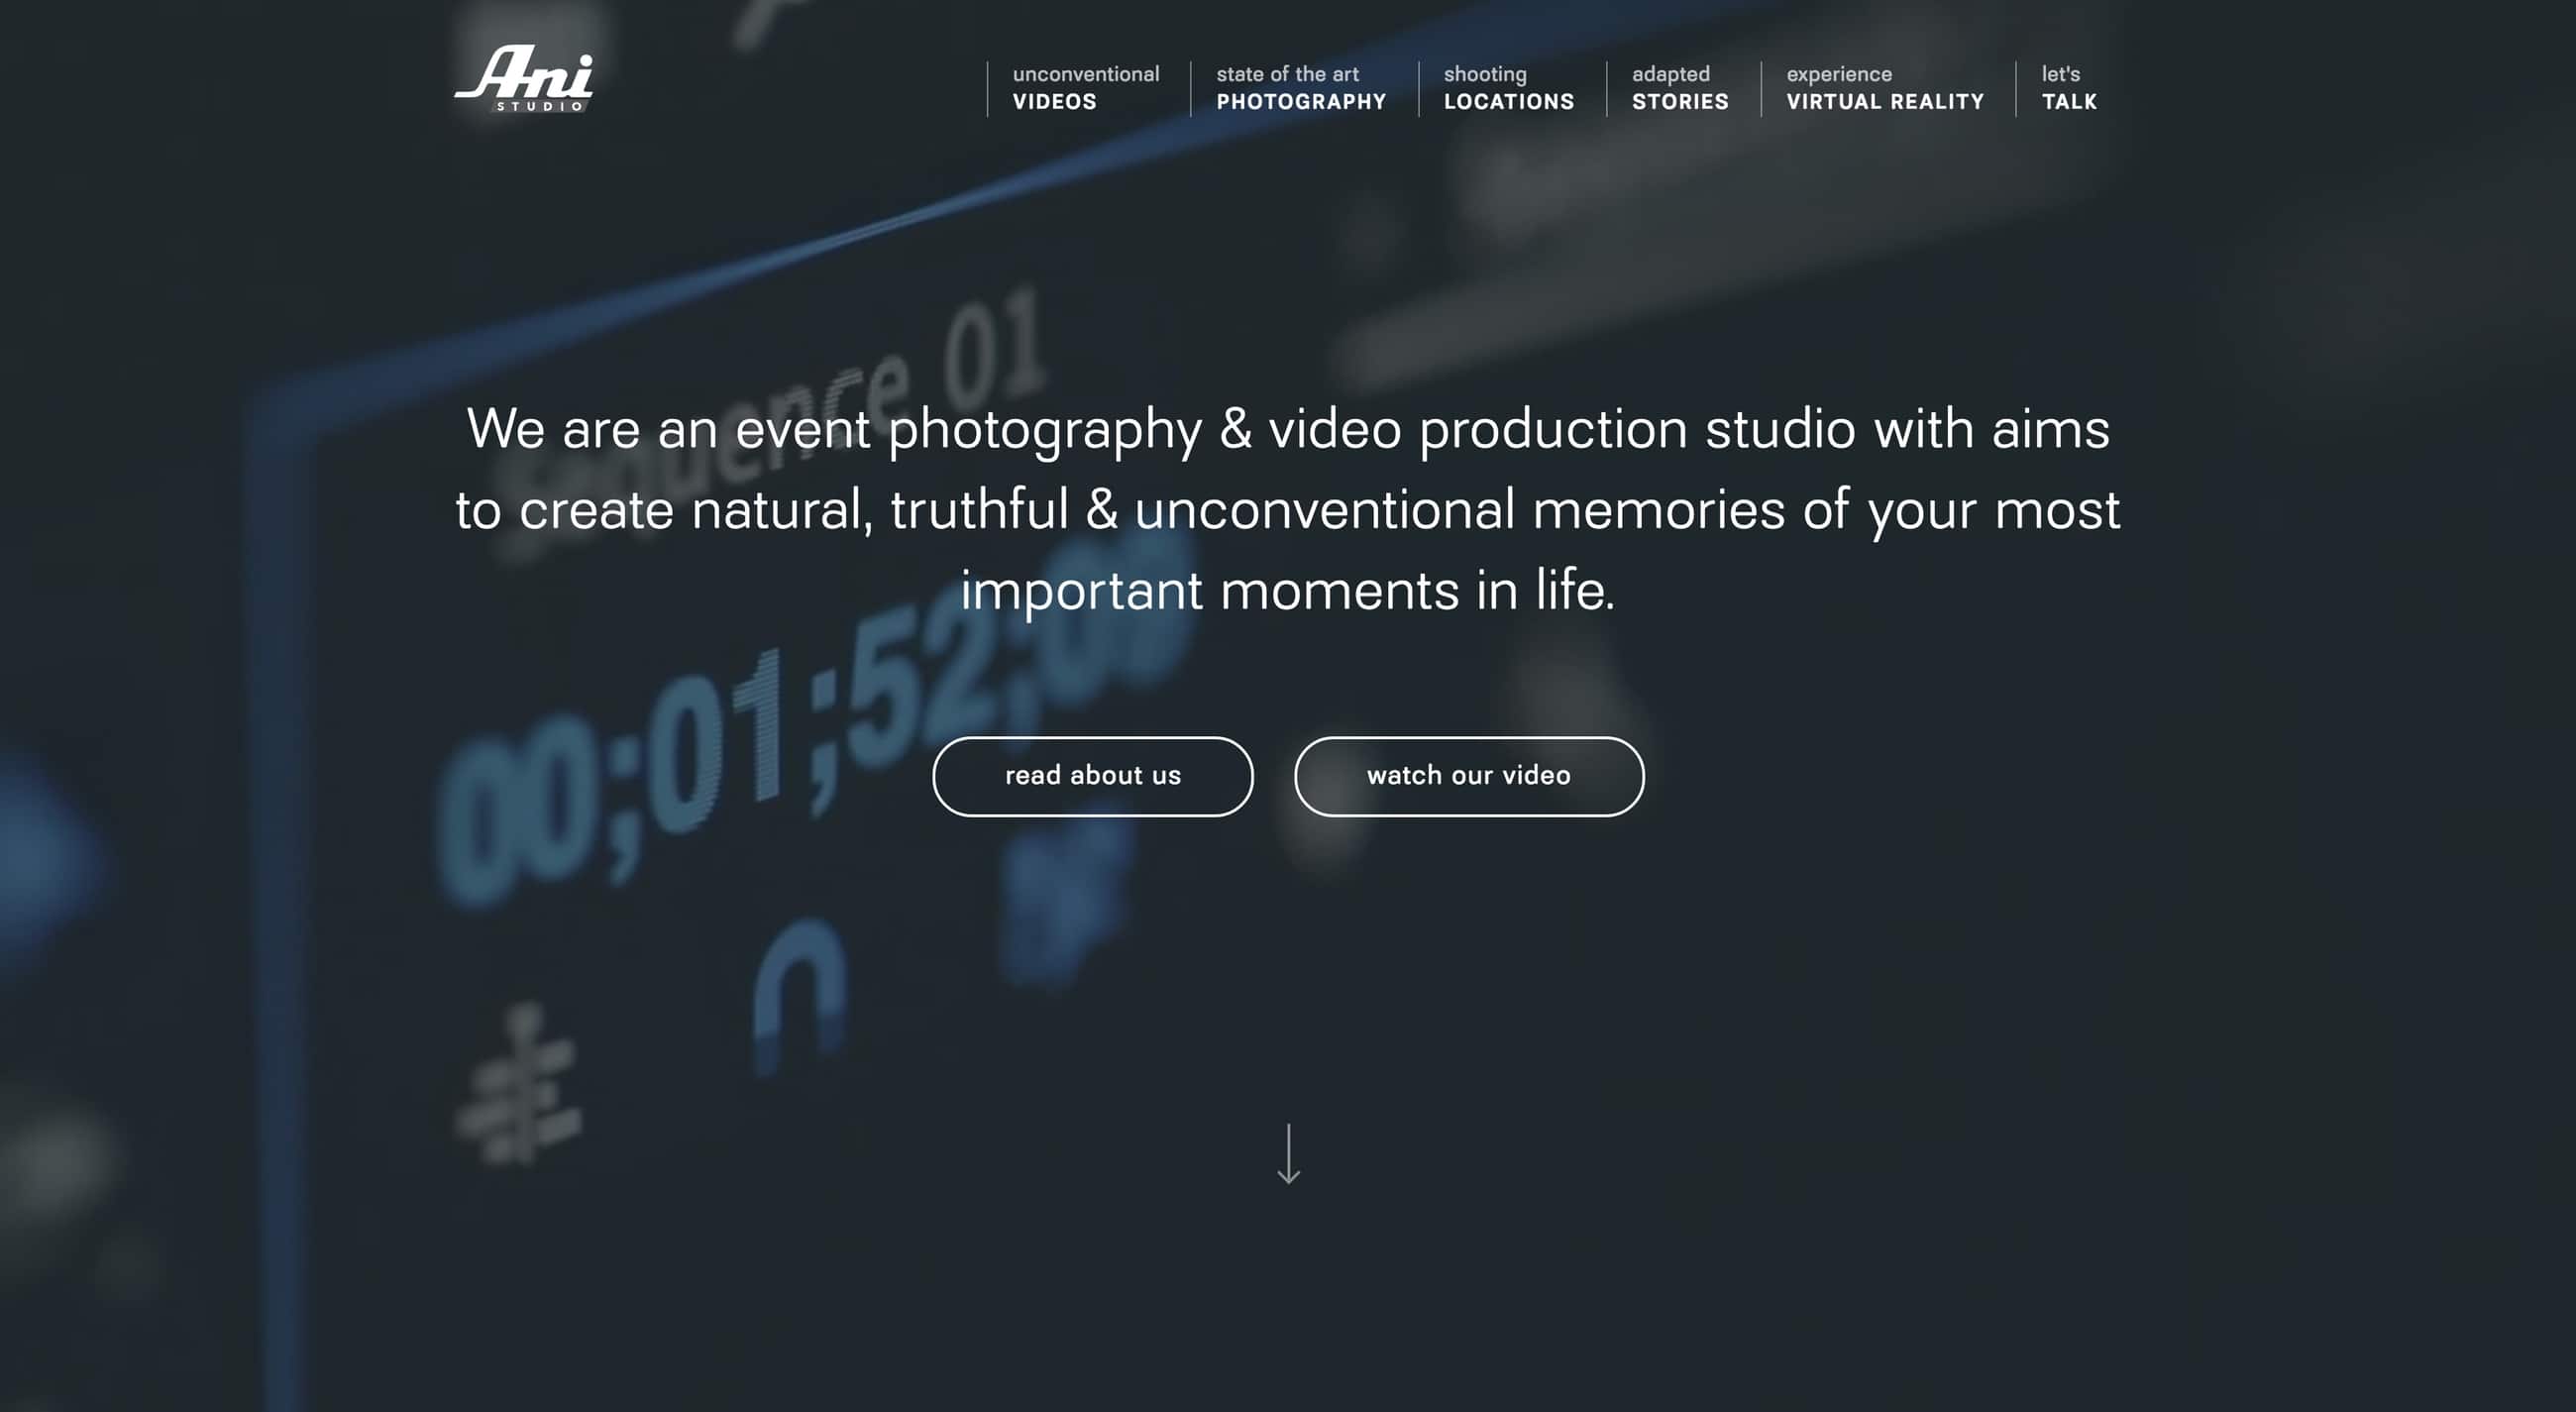 Ani
STUDIO
unconventional
VIDEOS
state of the art
PHOTOGRAPHY
shooting
LOCATIONS
adapted
STORIES
experience
VIRTUAL REALITY
let's
TALK
Sequence 01
We are an event photography & video production studio with aims
to create natural, truthful & unconventional memories of your most
important moments in life.
00;01;52;09
read about us
watch our video